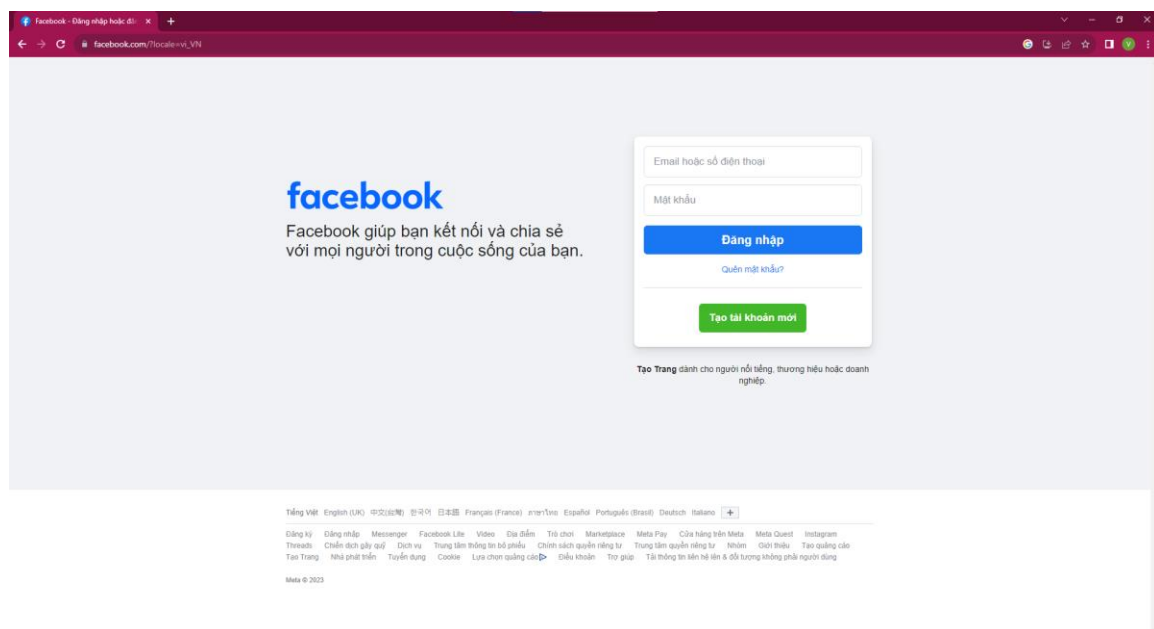 Facebook - Đăng nhập hoặc đă
facebook.com/?locale=vi_VN
V
facebook
Facebook giúp bạn kết nối và chia sẻ
với mọi người trong cuộc sống của bạn.
Email hoặc số điện thoại
Mật khẩu
Đăng nhập
Quên mật khẩu?
Tạo tài khoản mới
Tạo Trang dành cho người nổi tiếng, thương hiệu hoặc doanh
nghiệp.
Tiếng Việt English (UK) 中文(台灣) 한국어 日本語 Français (France) ภาษาไทย Español Português (Brasil) Deutsch Italiano +
Đăng ký Đăng nhập Messenger Facebook Lite Video Địa điểm Trò chơi Marketplace Meta Pay Cửa hàng trên Meta Meta Quest Instagram
Threads Chiến dịch gây quỹ Dịch vụ Trung tâm thông tin bỏ phiếu Chính sách quyền riêng tư Trung tâm quyền riêng tư Nhóm Giới thiệu Tạo quảng cáo
Tạo Trang Nhà phát triển Tuyển dụng Cookie Lựa chọn quảng cáo Điều khoản Trợ giúp Tải thông tin liên hệ lên & đối tượng không phải người dùng
Meta © 2023